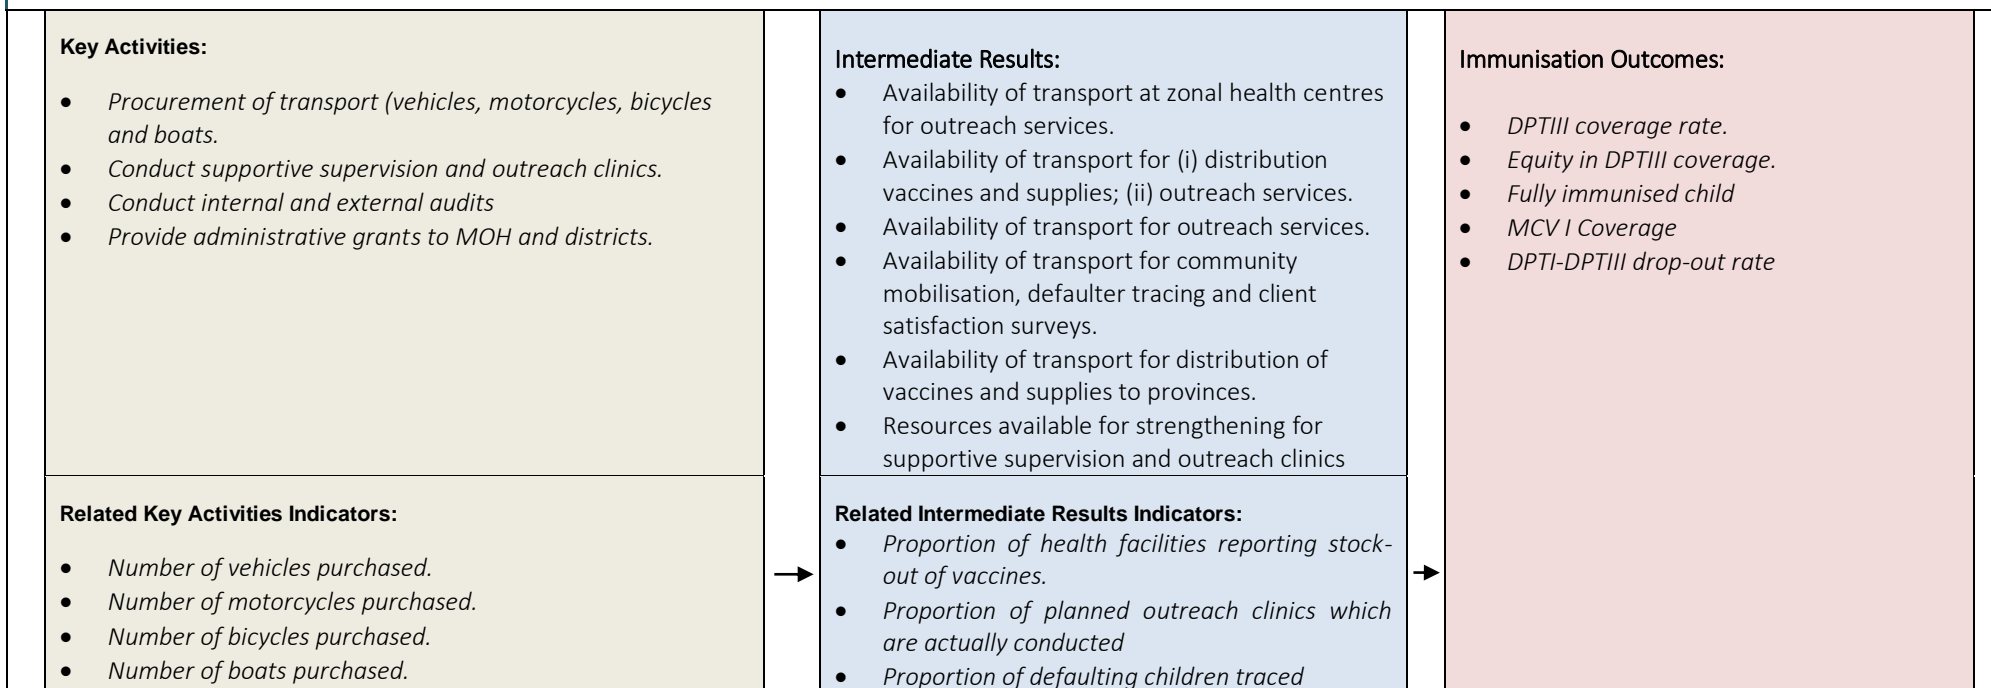 Key Activities:
• Procurement of transport (vehicles, motorcycles, bicycles
and boats.
• Conduct supportive supervision and outreach clinics.
• Conduct internal and external audits
• Provide administrative grants to MOH and districts.
Related Key Activities Indicators:
• Number of vehicles purchased.
• Number of motorcycles purchased.
• Number of bicycles purchased.
• Number of boats purchased.
Intermediate Results:
• Availability of transport at zonal health centres
for outreach services.
• Availability of transport for (i) distribution
vaccines and supplies; (ii) outreach services.
• Availability of transport for outreach services.
• Availability of transport for community
mobilisation, defaulter tracing and client
satisfaction surveys.
• Availability of transport for distribution of
vaccines and supplies to provinces.
• Resources available for strengthening for
supportive supervision and outreach clinics
Related Intermediate Results Indicators:
• Proportion of health facilities reporting stock-
out of vaccines.
• Proportion of planned outreach clinics which
are actually conducted
• Proportion of defaulting children traced
Immunisation Outcomes:
• DPTIII coverage rate.
• Equity in DPTIII coverage.
• Fully immunised child
• MCV I Coverage
• DPTI-DPTIII drop-out rate